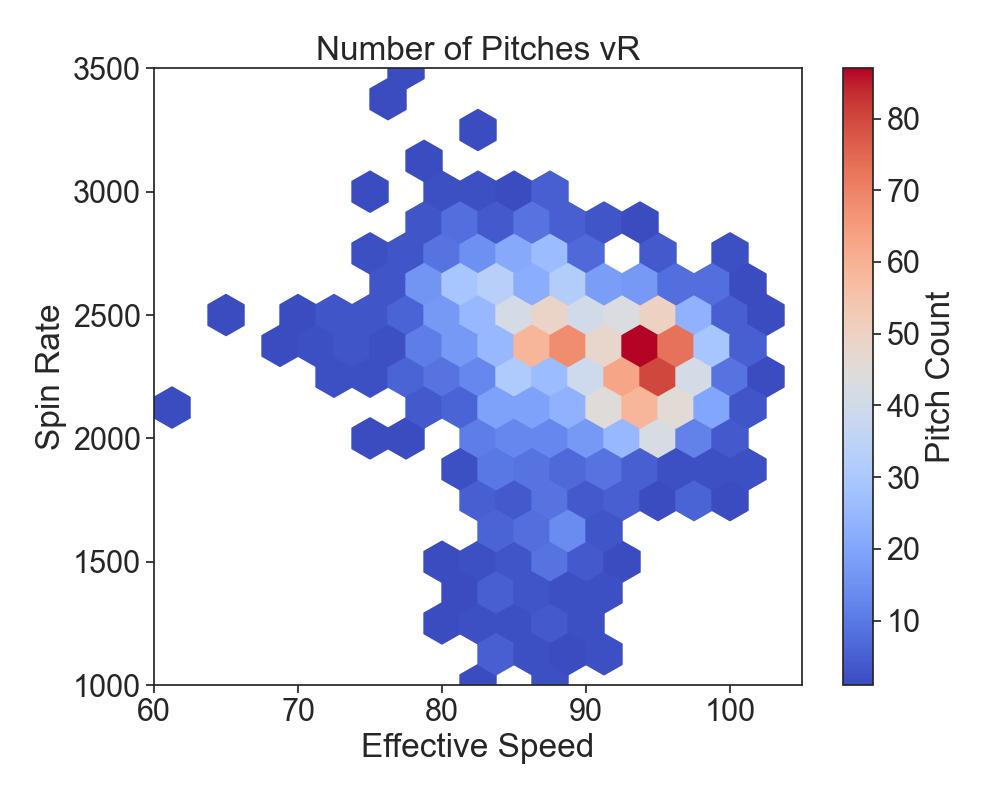 Number of Pitches vR
3500
3000
2500
2000
1500
1000
Spin Rate
60 70 80 90 100
Effective Speed
80
70
60
50
40
30
20
10
Pitch Count